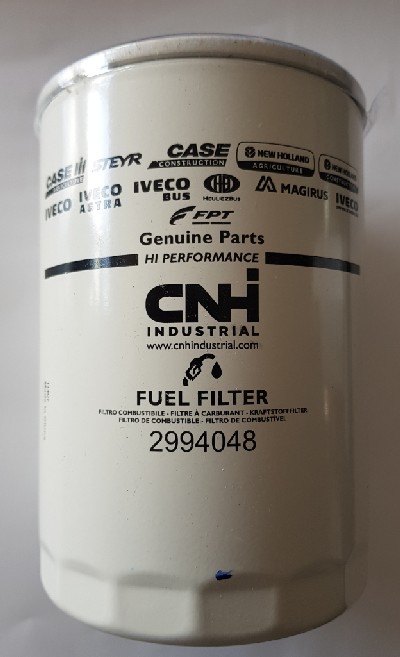 CASE IH STEYR CASE CONSTRUCTION NEW HOLLAND AGRICULTURE NEW HOLLAND CONSTRUCTION
IVECO IVECO ASTRA IVECO BUS HEULIEZBUS MAGIRUS IVECO
FPT
Genuine Parts
HI PERFORMANCE
CNHi
INDUSTRIAL
www.cnhindustrial.com
FUEL FILTER
FILTRO COMBUSTIBILE - FILTRE À CARBURANT - KRAFTSTOFFILTER
FILTRO DE COMBUSTIBLE - FILTRO DE COMBUSTÍVEL
2994048